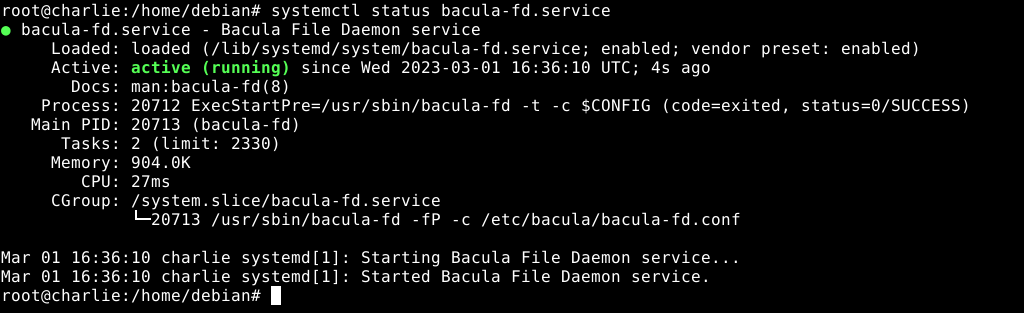 root@charlie:/home/debian# systemctl status bacula-fd.service
● bacula-fd.service - Bacula File Daemon service
     Loaded: loaded (/lib/systemd/system/bacula-fd.service; enabled; vendor preset: enabled)
     Active: active (running) since Wed 2023-03-01 16:36:10 UTC; 4s ago
       Docs: man:bacula-fd(8)
    Process: 20712 ExecStartPre=/usr/sbin/bacula-fd -t -c $CONFIG (code=exited, status=0/SUCCESS)
   Main PID: 20713 (bacula-fd)
      Tasks: 2 (limit: 2330)
     Memory: 904.0K
        CPU: 27ms
     CGroup: /system.slice/bacula-fd.service
             └─20713 /usr/sbin/bacula-fd -fP -c /etc/bacula/bacula-fd.conf

Mar 01 16:36:10 charlie systemd[1]: Starting Bacula File Daemon service...
Mar 01 16:36:10 charlie systemd[1]: Started Bacula File Daemon service.
root@charlie:/home/debian#